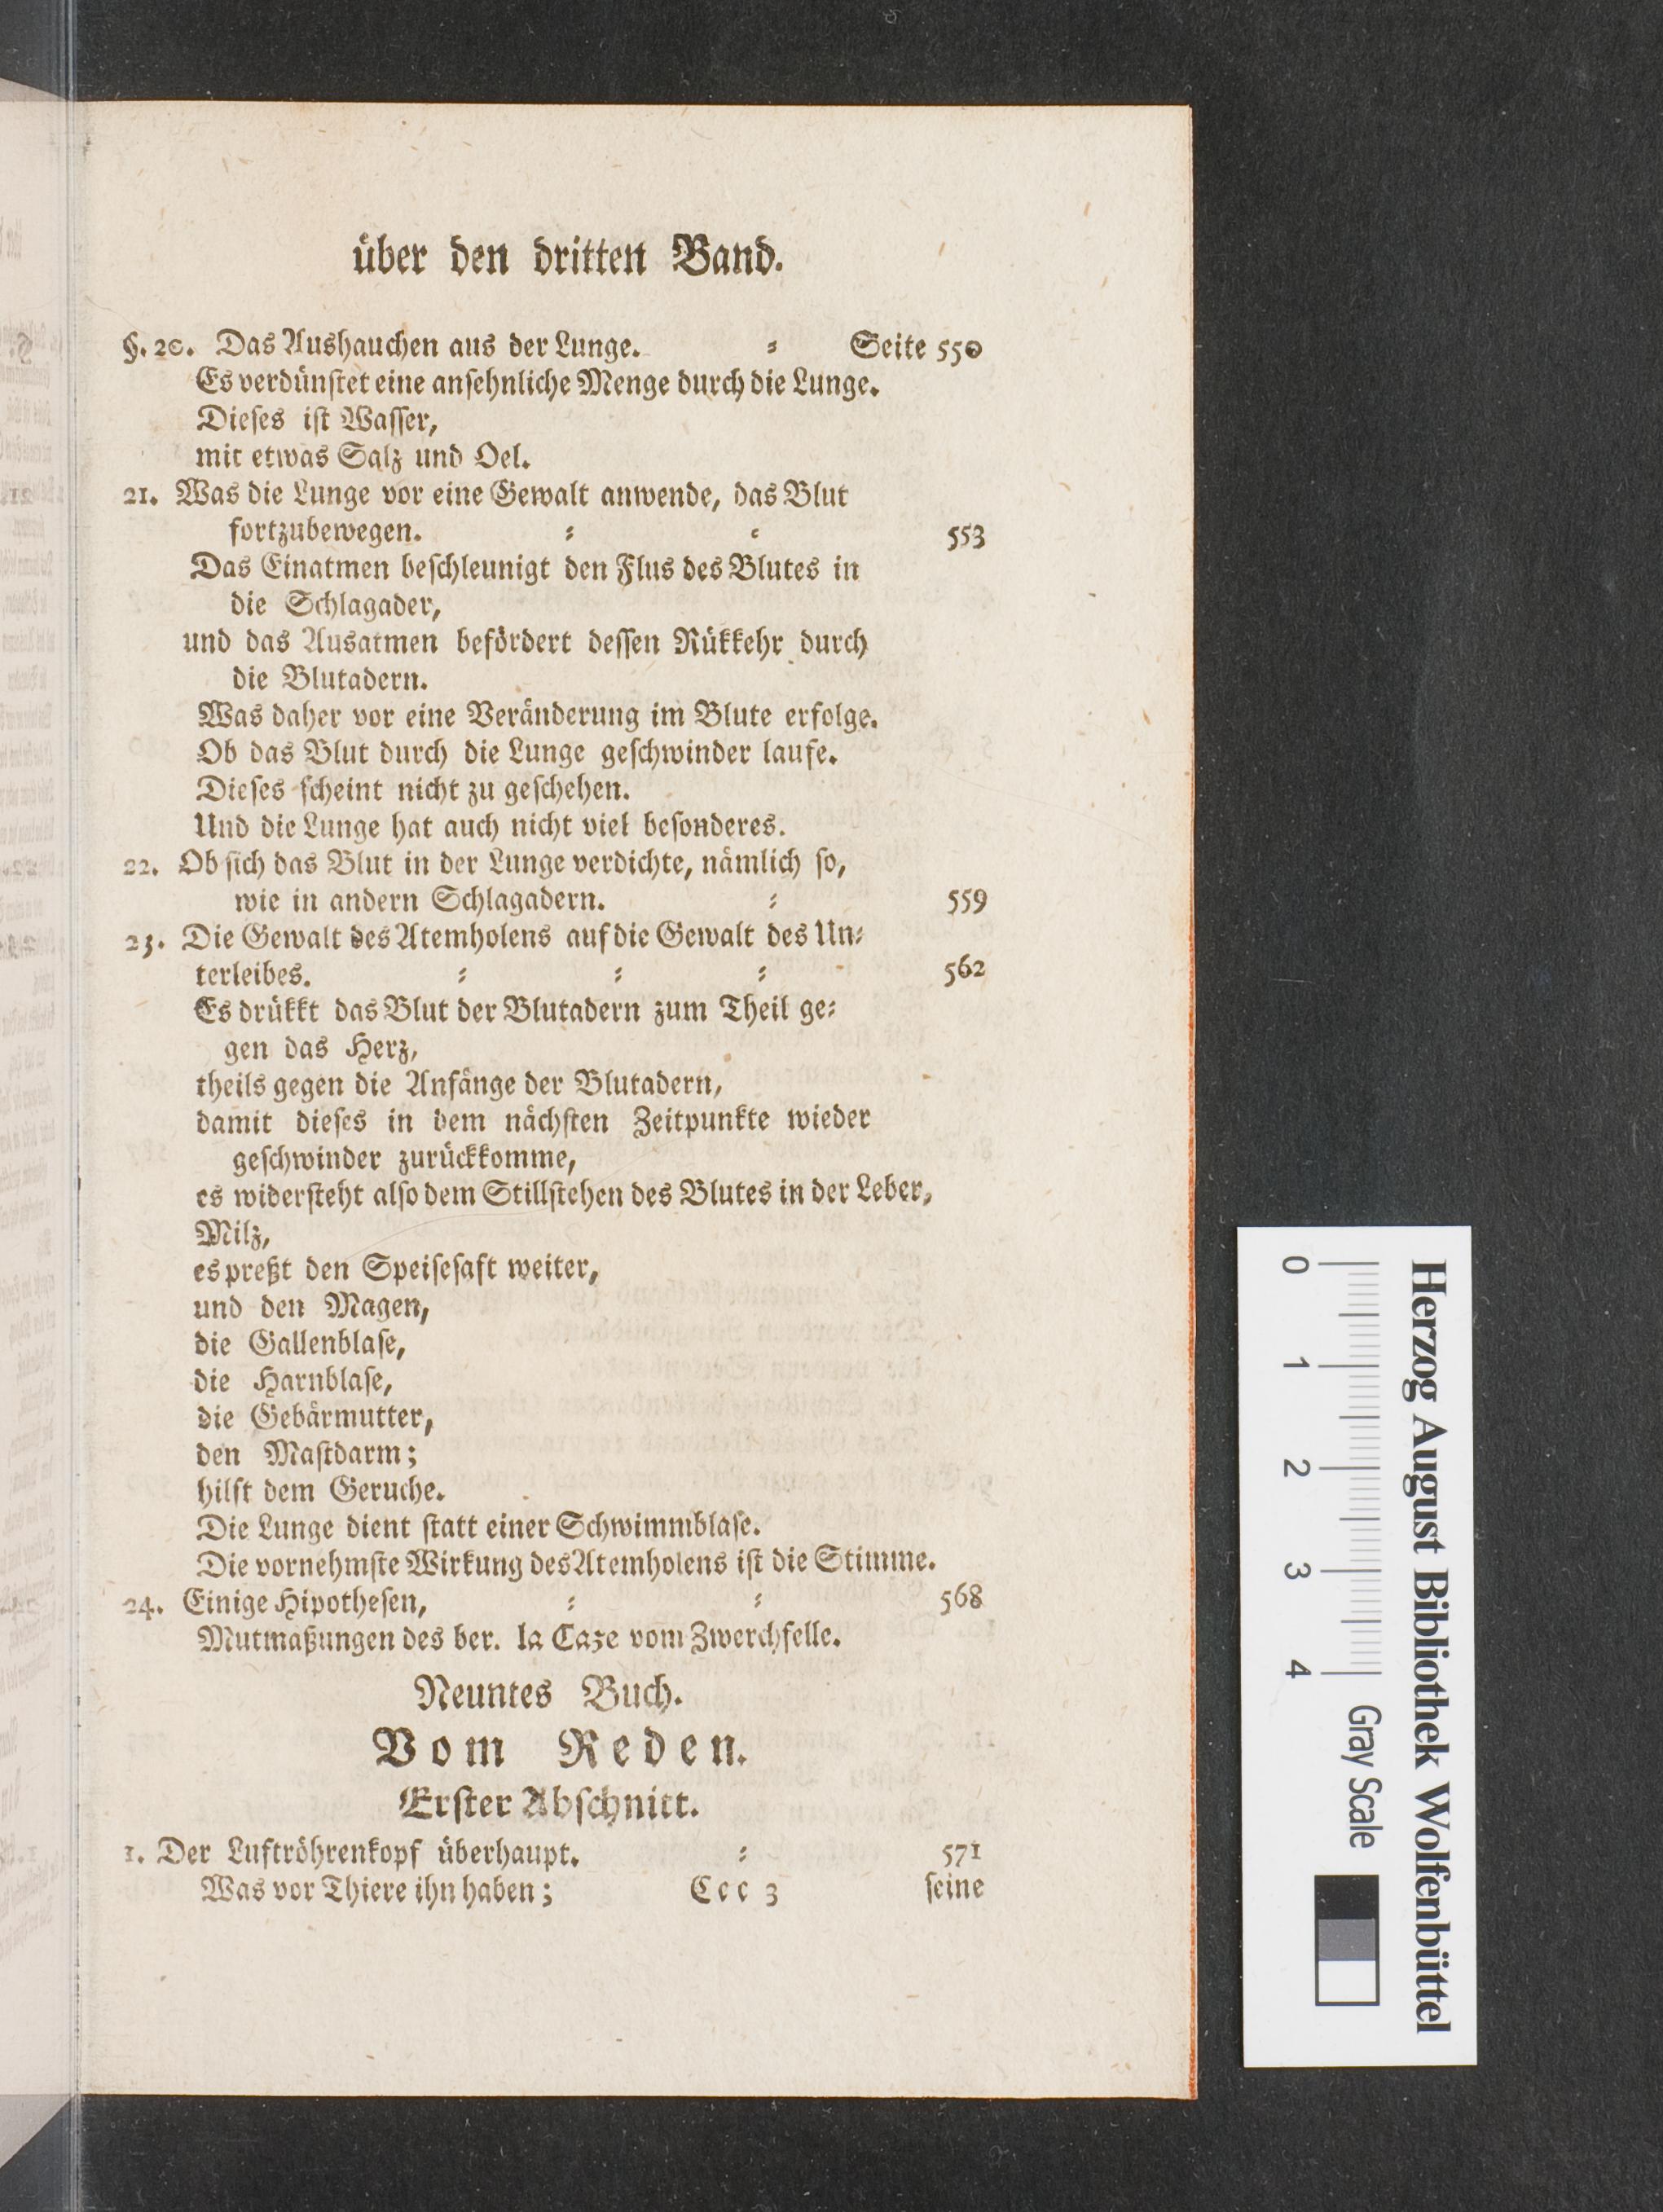 über den dritten Band.
§. 20. Das Aushauchen aus der Lunge. ⸗ Seite 550
Es verdünſtet eine anſehnliche Menge durch die Lunge.
Dieſes iſt Waſſer,
mit etwas Salz und Oel.
21. Was die Lunge vor eine Gewalt anwende, das Blut
fortzubewegen. ⸗ ⸗ 553
Das Einatmen beſchleunigt den Flus des Blutes in
die Schlagader,
und das Ausatmen befördert deſſen Rükkehr durch
die Blutadern.
Was daher vor eine Veränderung im Blute erfolge.
Ob das Blut durch die Lunge geſchwinder laufe.
Dieſes ſcheint nicht zu geſchehen.
Und die Lunge hat auch nicht viel beſonderes.
22. Ob ſich das Blut in der Lunge verdichte, nämlich ſo,
wie in andern Schlagadern. ⸗ 559
23. Die Gewalt des Atemholens auf die Gewalt des Un⸗
terleibes. ⸗ ⸗ ⸗ 562
Es drükkt das Blut der Blutadern zum Theil ge⸗
gen das Herz,
theils gegen die Anfänge der Blutadern,
damit dieſes in dem nächſten Zeitpunkte wieder
geſchwinder zurückkomme,
es widerſteht alſo dem Stillſtehen des Blutes in der Leber,
Milz,
es preßt den Speiſeſaft weiter,
und den Magen,
die Gallenblaſe,
die Harnblaſe,
die Gebärmutter,
den Maſtdarm;
hilft dem Geruche.
Die Lunge dient ſtatt einer Schwimmblaſe.
Die vornehmſte Wirkung des Atemholens iſt die Stimme.
24. Einige Hipotheſen, ⸗ ⸗ 568
Mutmaßungen des ber. la Caze vom Zwerchfelle.
Neuntes Buch.
Vom Reden.
Erſter Abſchnitt.
1. Der Luftröhrenkopf überhaupt. ⸗ 571
Was vor Thiere ihn haben; Ccc 3 ſeine
Herzog August Bibliothek Wolfenbüttel
0 1 2 3 4 Gray Scale